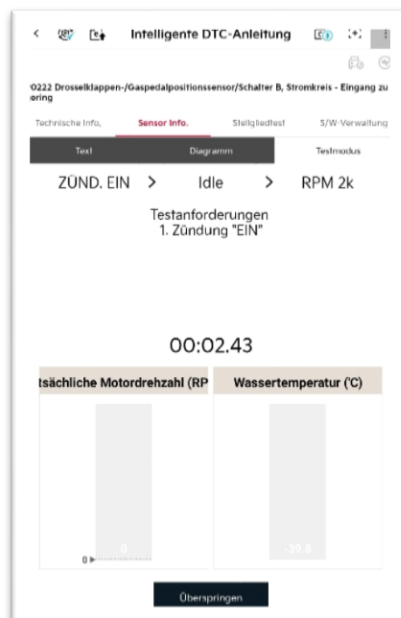 Intelligente DTC-Anleitung
0222 Drosselklappen-/Gaspedalpositionssensor/Schalter B, Stromkreis - Eingang zu
ering
Technische Info. Sensor Info. Stellgliedtest S/W-Verwaltung
Text Diagramm Testmodus
ZÜND. EIN > Idle > RPM 2k
Testanforderungen
1. Zündung "EIN"
00:02.43
tsächliche Motordrehzahl (RP Wassertemperatur (°C)
0 -39.8
0
Überspringen